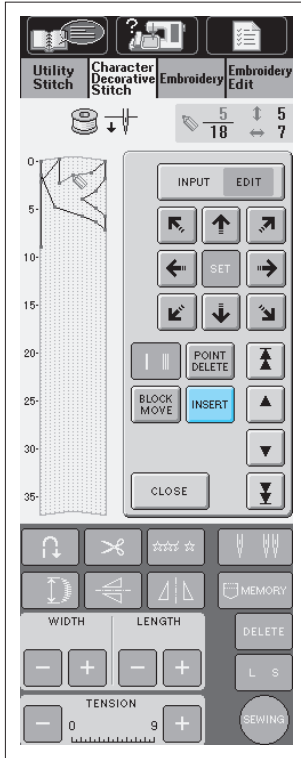 ?
Utility
Stitch
Character
Decorative
Stitch
Embroidery
Embroidery
Edit
5
18
5
7
0-
5-
10-
15-
20-
25-
30-
35-
INPUT EDIT
SET
POINT
DELETE
BLOCK
MOVE
INSERT
CLOSE
MEMORY
WIDTH
LENGTH
DELETE
- + - +
L S
TENSION
- 0 9 +
SEWING